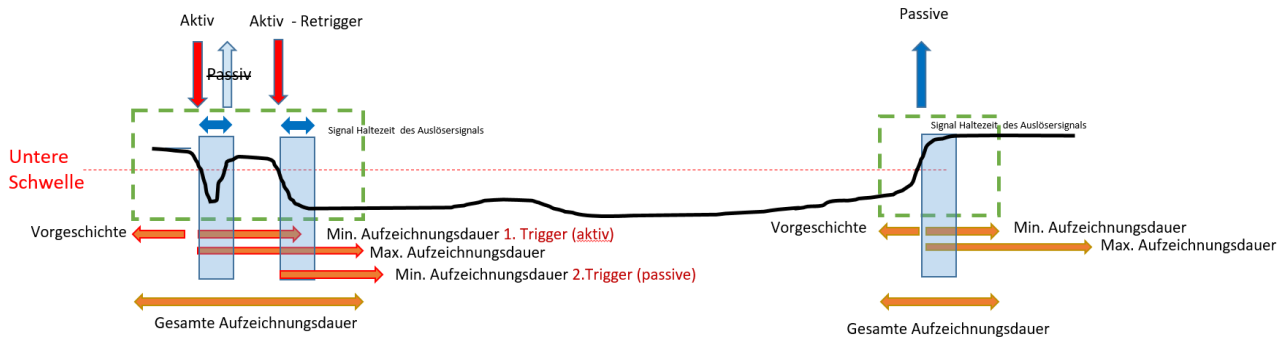 Aktiv
Aktiv - Retrigger
Passive
Passiv
Signal Haltezeit des Auslösersignals
Signal Haltezeit des Auslösersignals
Untere
Schwelle
Vorgeschichte
Min. Aufzeichnungsdauer 1. Trigger (aktiv)
Max. Aufzeichnungsdauer
Min. Aufzeichnungsdauer 2.Trigger (passive)
Gesamte Aufzeichnungsdauer
Vorgeschichte
Min. Aufzeichnungsdauer
Max. Aufzeichnungsdauer
Gesamte Aufzeichnungsdauer